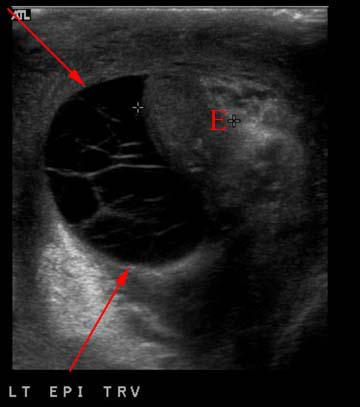 ATL
E
LT EPI TRV